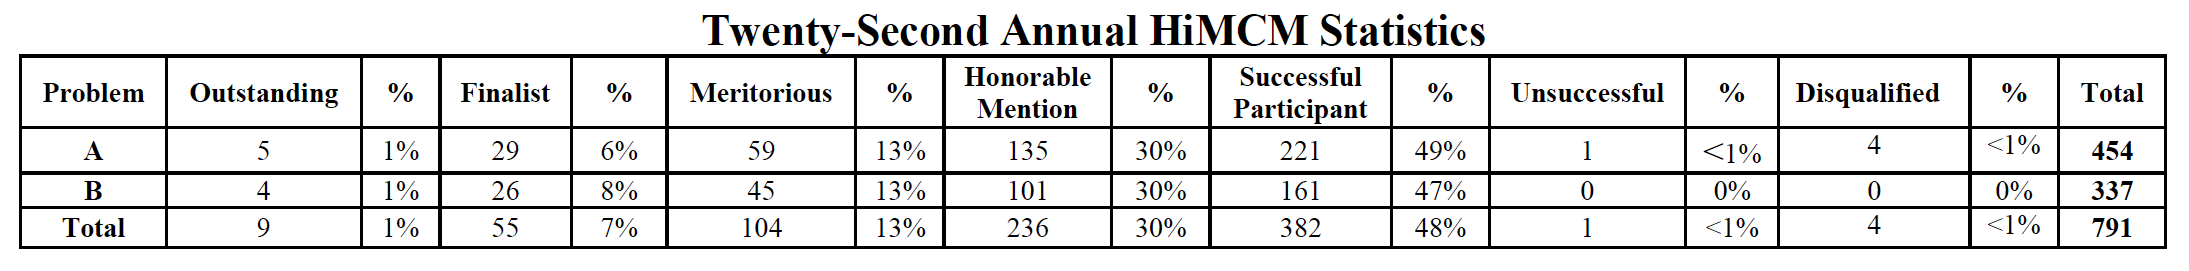 Twenty-Second Annual HiMCM Statistics
Problem Outstanding % Finalist % Meritorious % Honorable Mention % Successful Participant % Unsuccessful % Disqualified % Total
A 5 1% 29 6% 59 13% 135 30% 221 49% 1 <1% 4 <1% 454
B 4 1% 26 8% 45 13% 101 30% 161 47% 0 0% 0 0% 337
Total 9 1% 55 7% 104 13% 236 30% 382 48% 1 <1% 4 <1% 791